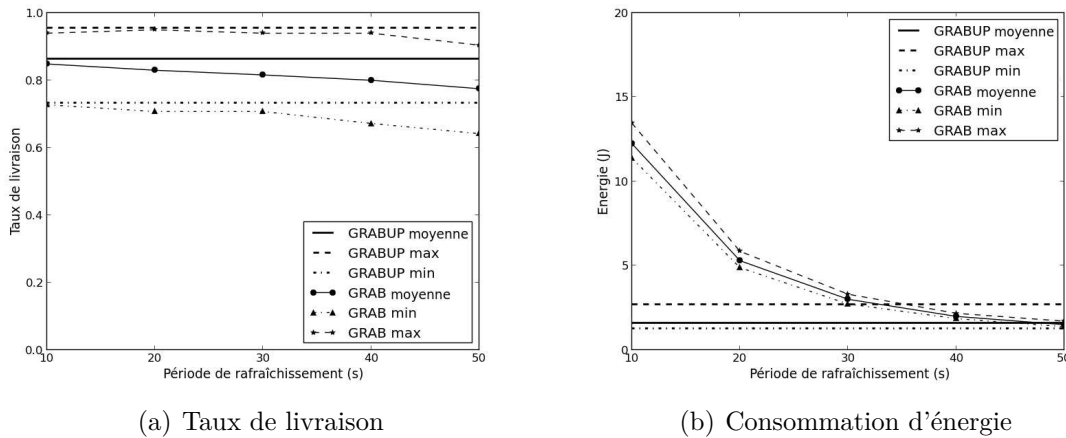 1.0
0.8
0.6
0.4
0.2
0.0
Taux de livraison
GRABUP moyenne
GRABUP max
GRABUP min
GRAB moyenne
GRAB min
GRAB max
10 20 30 40 50
Période de rafraîchissement (s)
(a) Taux de livraison
20
15
10
5
0
Energie (J)
GRABUP moyenne
GRABUP max
GRABUP min
GRAB moyenne
GRAB min
GRAB max
10 20 30 40 50
Période de rafraîchissement (s)
(b) Consommation d'énergie